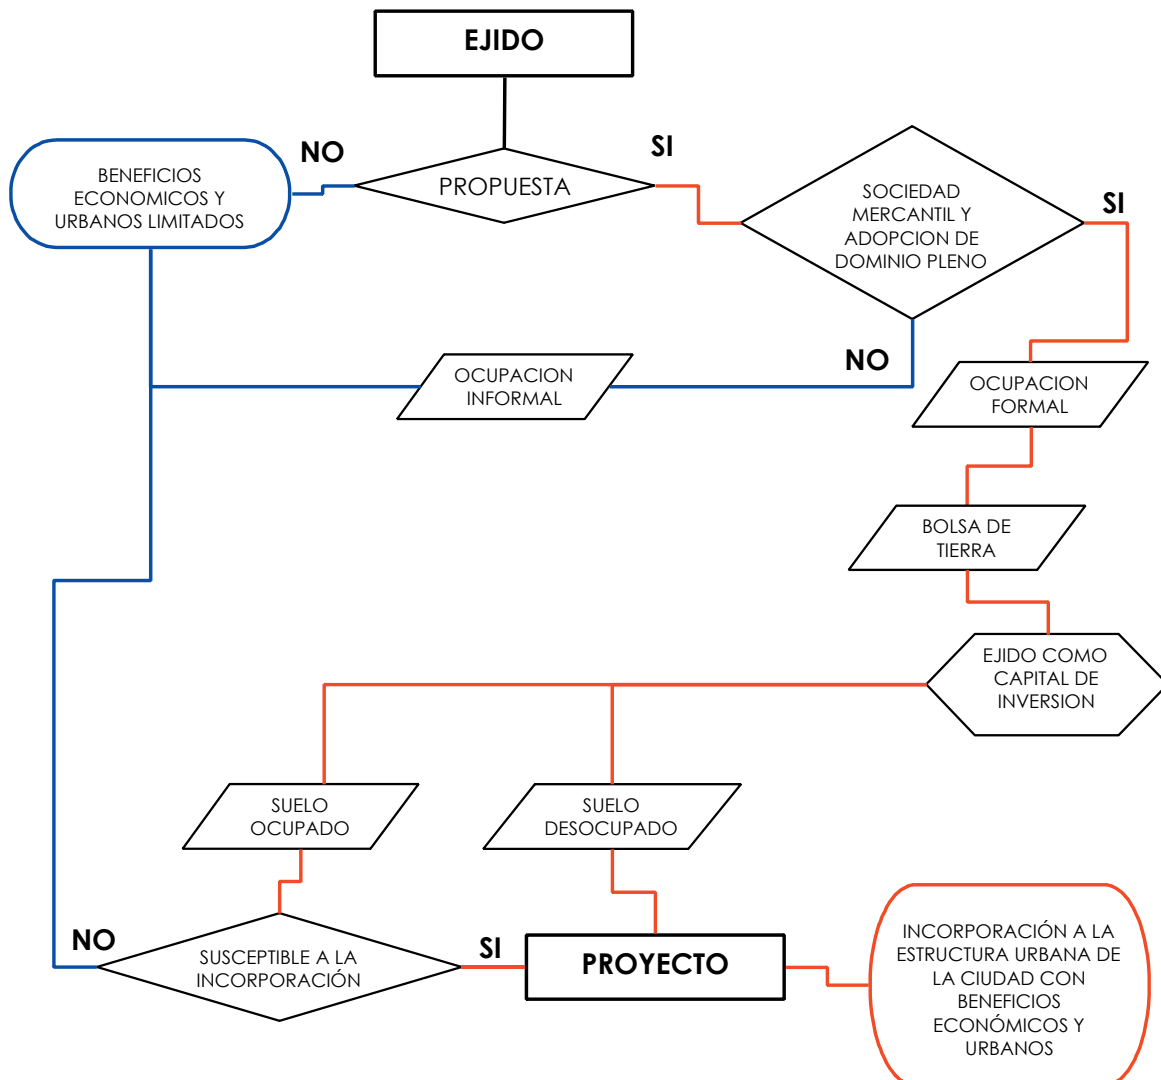 EJIDO
NO
SI
BENEFICIOS
ECONOMICOS Y
URBANOS LIMITADOS
PROPUESTA
SOCIEDAD
MERCANTIL Y
ADOPCION DE
DOMINIO PLENO
SI
NO
OCUPACION
INFORMAL
OCUPACION
FORMAL
BOLSA DE
TIERRA
EJIDO COMO
CAPITAL DE
INVERSION
SUELO
OCUPADO
SUELO
DESOCUPADO
NO
SUSCEPTIBLE A LA
INCORPORACIÓN
SI
PROYECTO
INCORPORACIÓN A LA
ESTRUCTURA URBANA DE
LA CIUDAD CON
BENEFICIOS
ECONÓMICOS Y
URBANOS